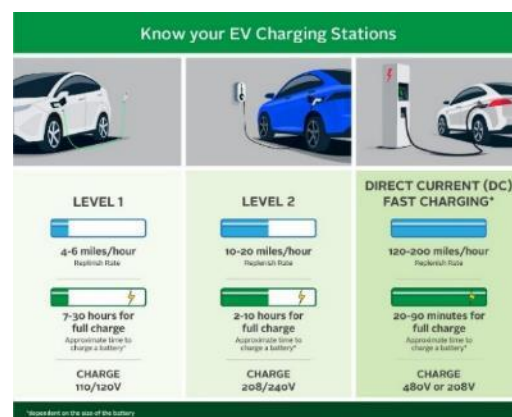 Know your EV Charging Stations
LEVEL 1
4-6 miles/hour
Replenish Rate
7-30 hours for
full charge
Approximate time to
charge a battery*
CHARGE
110/120V
LEVEL 2
10-20 miles/hour
Replenish Rate
2-10 hours for
full charge
Approximate time to
charge a battery*
CHARGE
208/240V
DIRECT CURRENT (DC)
FAST CHARGING*
120-200 miles/hour
Replenish Rate
20-90 minutes for
full charge
Approximate time to
charge a battery*
CHARGE
480V or 208V
*dependent on the size of the battery